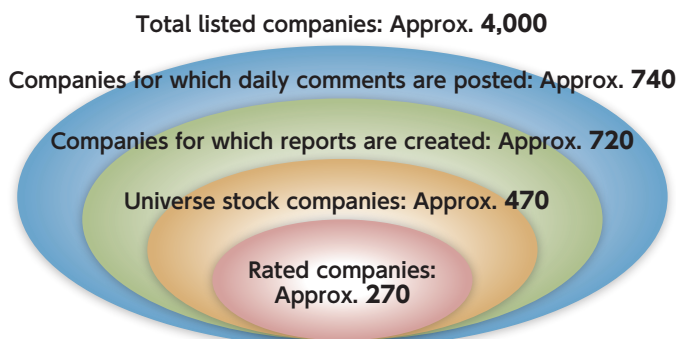 Total listed companies: Approx. 4,000
Companies for which daily comments are posted: Approx. 740
Companies for which reports are created: Approx. 720
Universe stock companies: Approx. 470
Rated companies:
Approx. 270